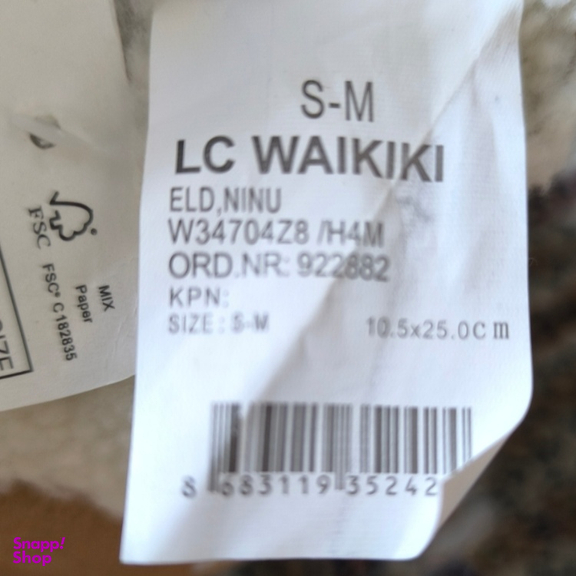 S-M
LC WAIKIKI
ELD,NINU
W34704Z8 /H4M
ORD.NR: 922882
KPN:
SIZE : S-M 10.5x25.0cm
8 683119 35242
FSC
FSC® C182835
Paper
MIX
Snapp!
Shop